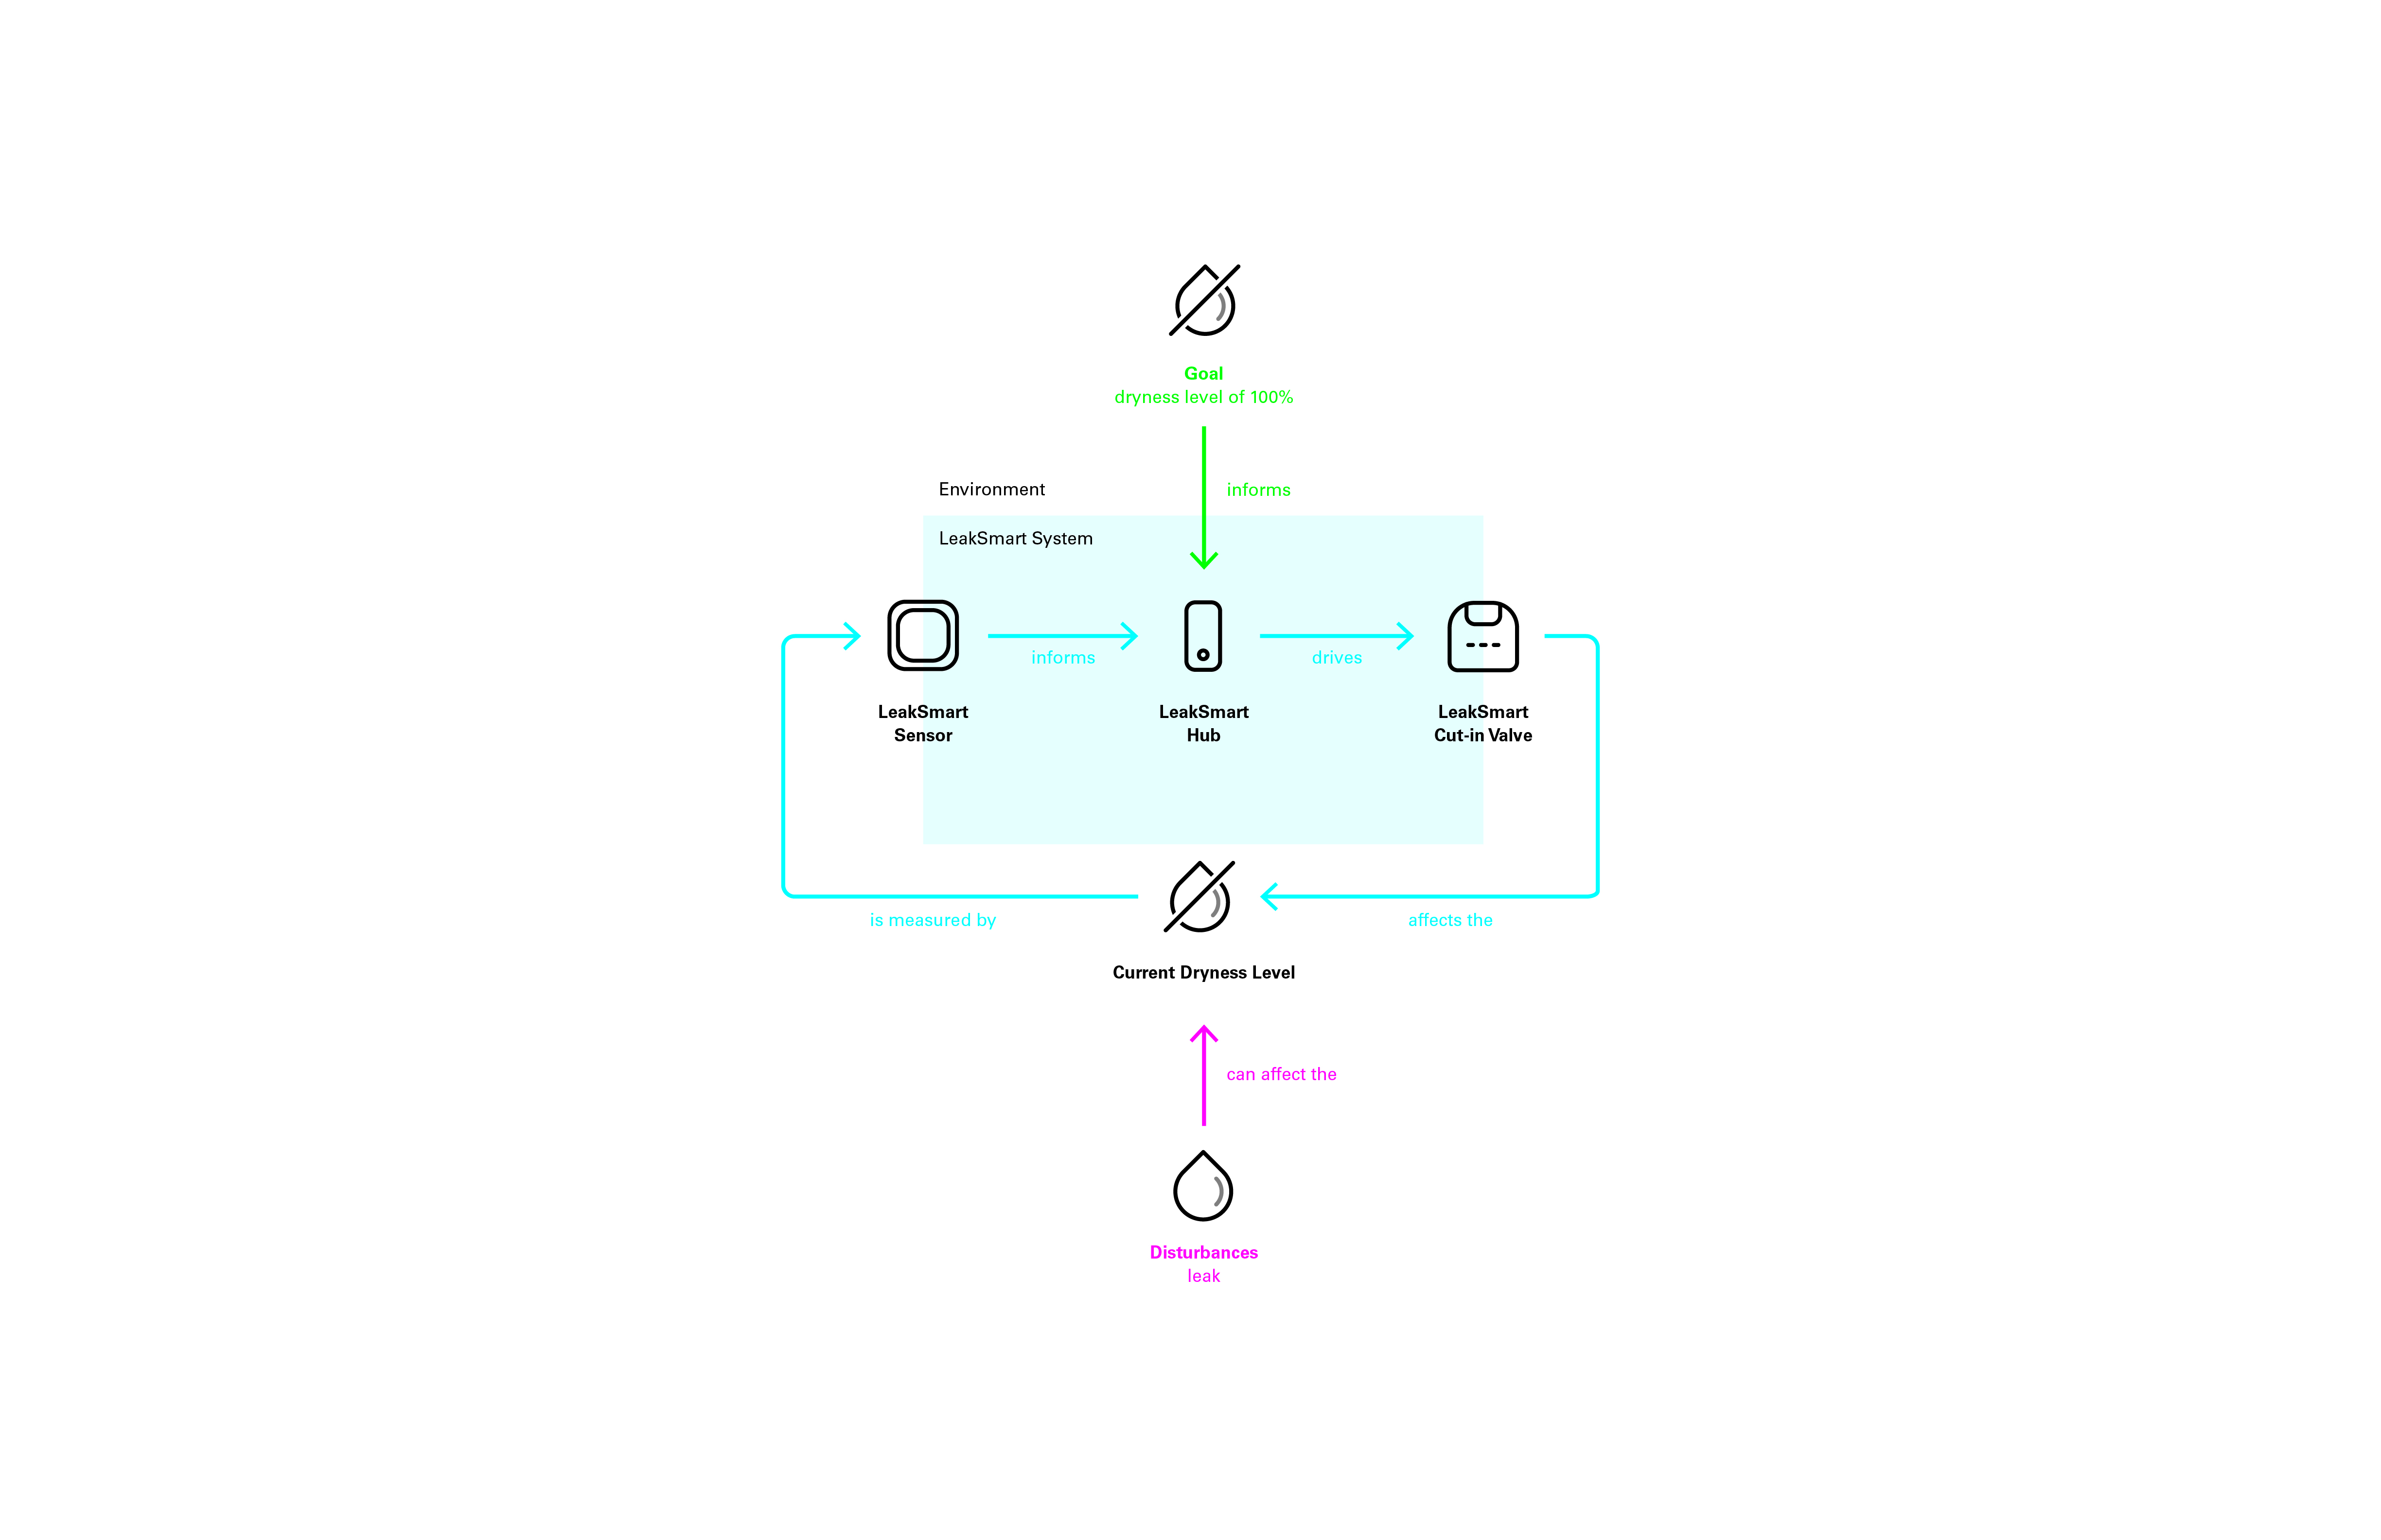 Goal
dryness level of 100%
Environment
informs
LeakSmart System
informs
drives
LeakSmart
Sensor
LeakSmart
Hub
LeakSmart
Cut-in Valve
is measured by
affects the
Current Dryness Level
can affect the
Disturbances
leak